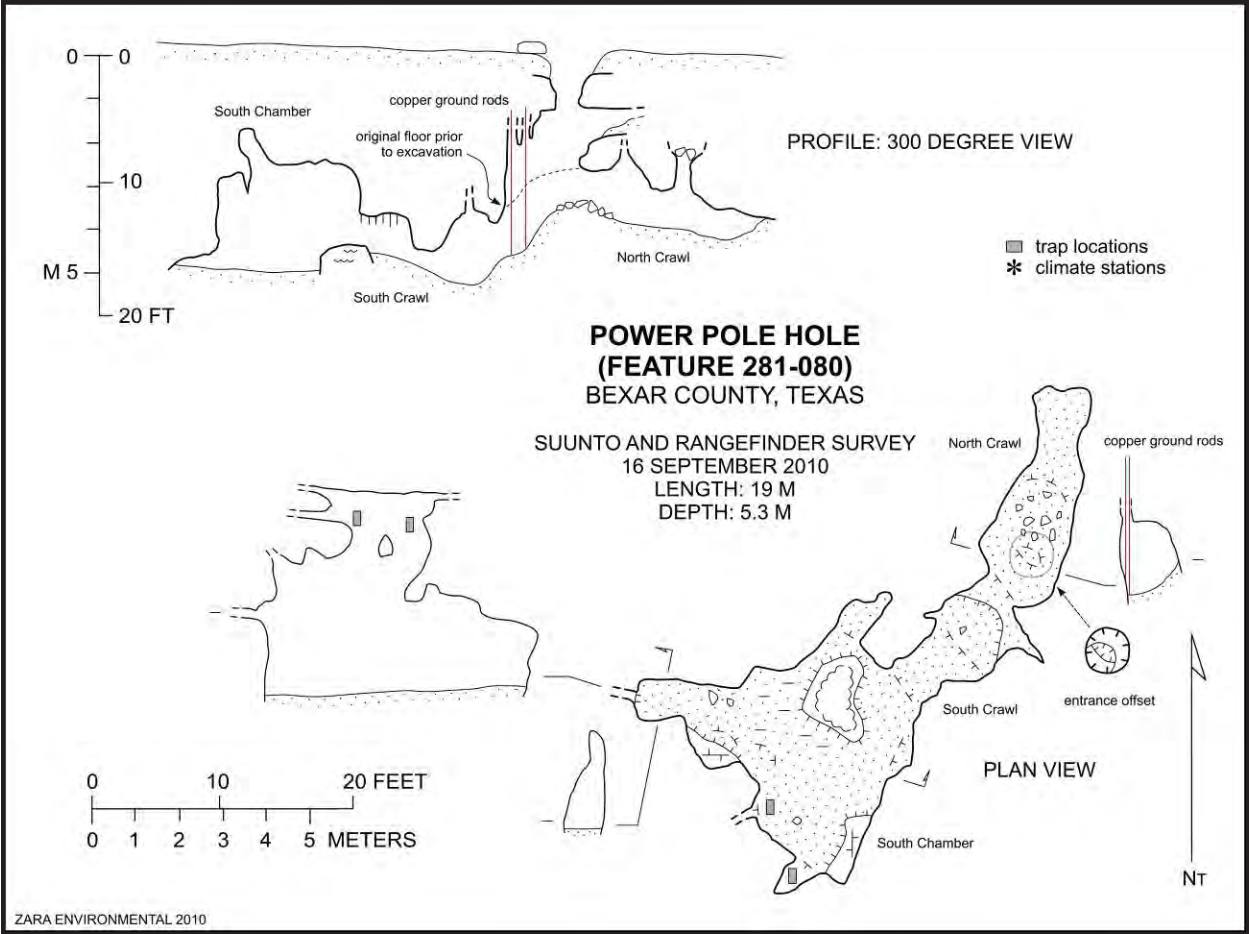 0 0
South Chamber
copper ground rods
original floor prior
to excavation
PROFILE: 300 DEGREE VIEW
10
trap locations
climate stations
North Crawl
M 5
South Crawl
20 FT
POWER POLE HOLE
(FEATURE 281-080)
BEXAR COUNTY, TEXAS
SUUNTO AND RANGEFINDER SURVEY
16 SEPTEMBER 2010
LENGTH: 19 M
DEPTH: 5.3 M
North Crawl
copper ground rods
entrance offset
South Crawl
PLAN VIEW
0 10 20 FEET
0 1 2 3 4 5 METERS
South Chamber
NT
ZARA ENVIRONMENTAL 2010